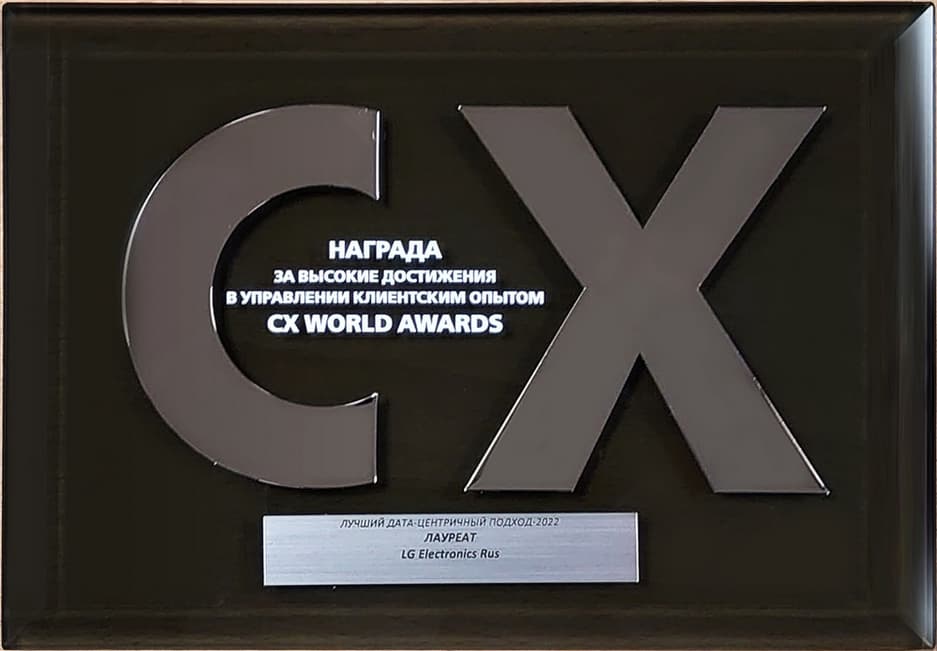 CX
НАГРАДА
ЗА ВЫСОКИЕ ДОСТИЖЕНИЯ
В УПРАВЛЕНИИ КЛИЕНТСКИМ ОПЫТОМ
CX WORLD AWARDS
ЛУЧШИЙ ДАТА-ЦЕНТРИЧНЫЙ ПОДХОД-2022
ЛАУРЕАТ
LG Electronics Rus